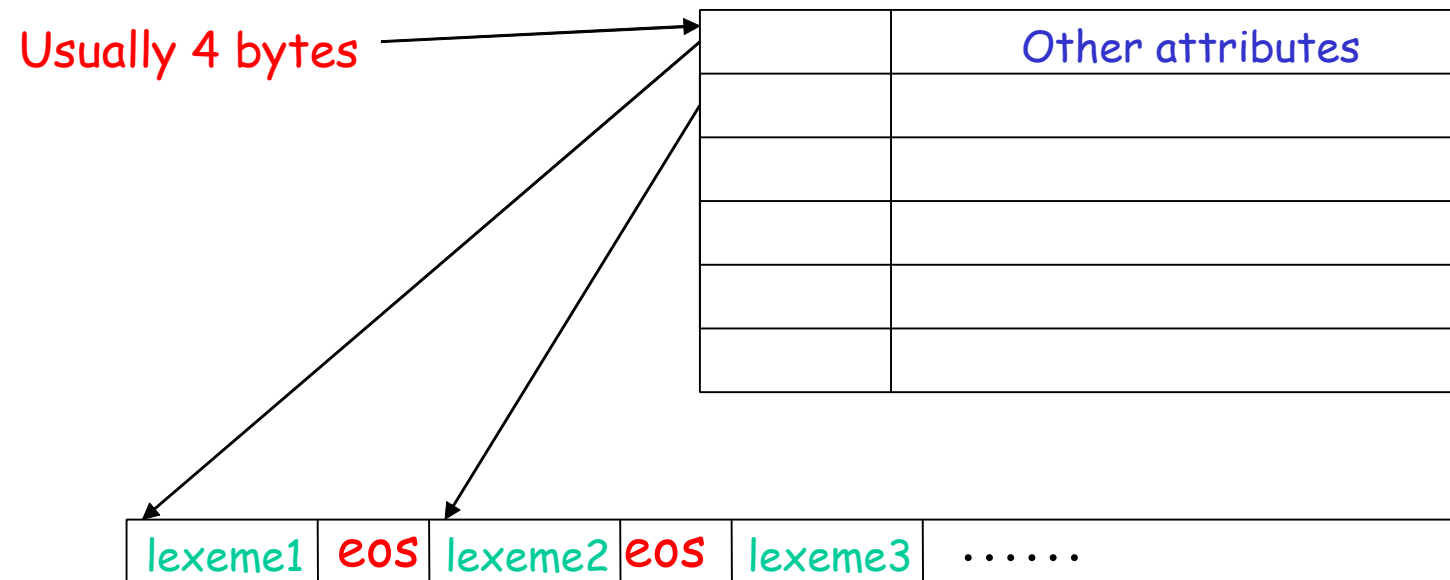 Usually 4 bytes
Other attributes
lexeme1 eos lexeme2 eos lexeme3 ......